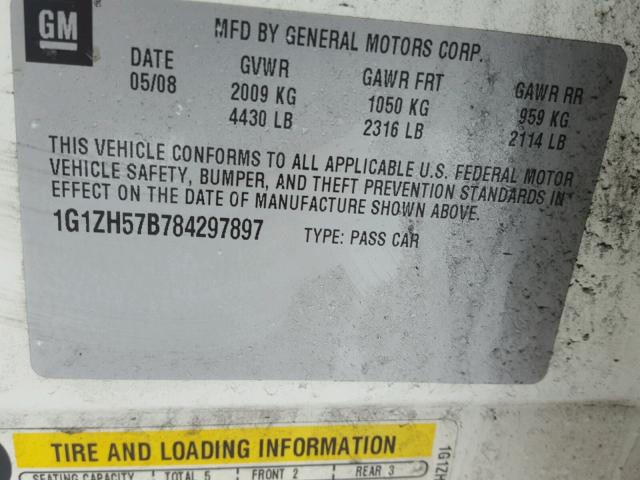 GM
MFD BY GENERAL MOTORS CORP.
DATE GVWR GAWR FRT GAWR RR
05/08 2009 KG 1050 KG 959 KG
4430 LB 2316 LB 2114 LB
THIS VEHICLE CONFORMS TO ALL APPLICABLE U.S. FEDERAL MOTOR
VEHICLE SAFETY, BUMPER, AND THEFT PREVENTION STANDARDS IN
EFFECT ON THE DATE OF MANUFACTURE SHOWN ABOVE.
1G1ZH57B784297897 TYPE: PASS CAR
TIRE AND LOADING INFORMATION
SEATING CAPACITY TOTAL 5 FRONT 2 REAR 3
1G1ZH